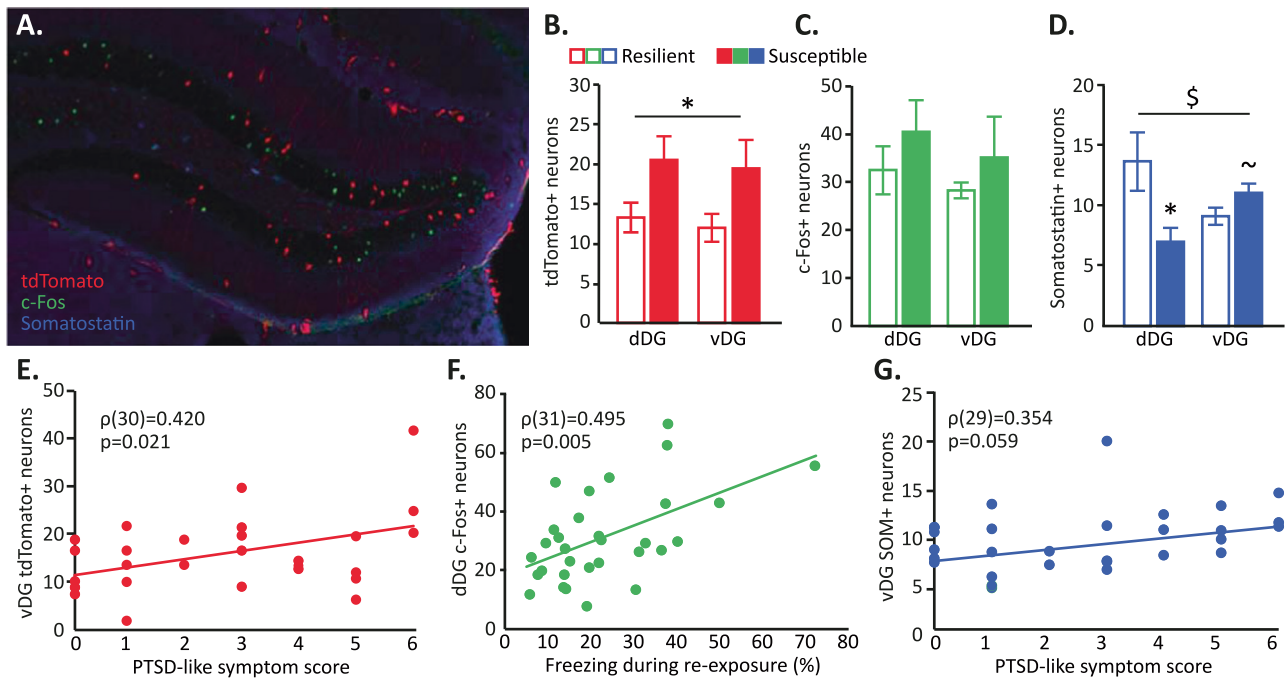 A.
tdTomato
c-Fos
Somatostatin
Resilient
Susceptible
B.
tdTomato+ neurons
30
25
20
15
10
5
0
*
dDG
vDG
C.
c-Fos+ neurons
50
40
30
20
10
0
dDG
vDG
D.
Somatostatin+ neurons
20
15
10
5
0
$
*
~
dDG
vDG
E.
vDG tdTomato+ neurons
50
40
30
20
10
0
ρ(30)=0.420
p=0.021
0 1 2 3 4 5 6
PTSD-like symptom score
F.
dDG c-Fos+ neurons
80
60
40
20
0
ρ(31)=0.495
p=0.005
0 10 20 30 40 50 60 70 80
Freezing during re-exposure (%)
G.
vDG SOM+ neurons
25
20
15
10
5
ρ(29)=0.354
p=0.059
0 1 2 3 4 5 6
PTSD-like symptom score